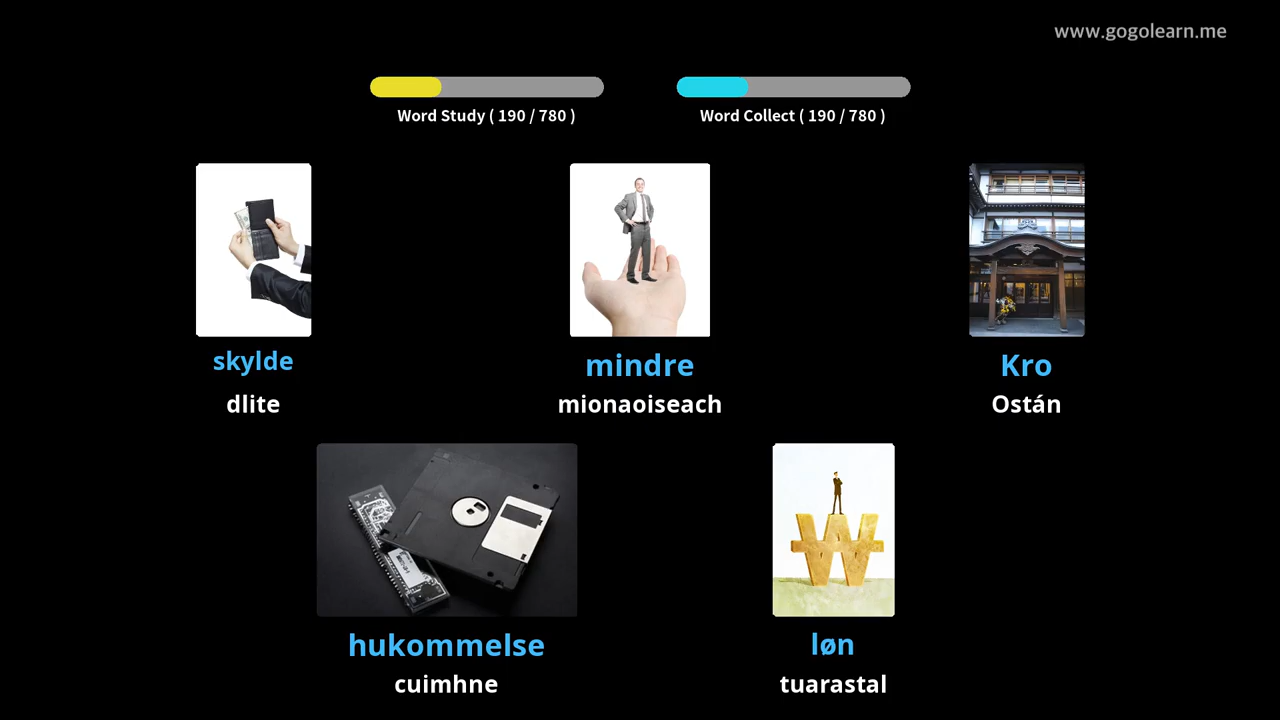 www.gogolearn.me
Word Study ( 190 / 780 )
Word Collect ( 190 / 780 )
skylde
dlite
mindre
mionaoiseach
Kro
Ostán
hukommelse
cuimhne
løn
tuarastal